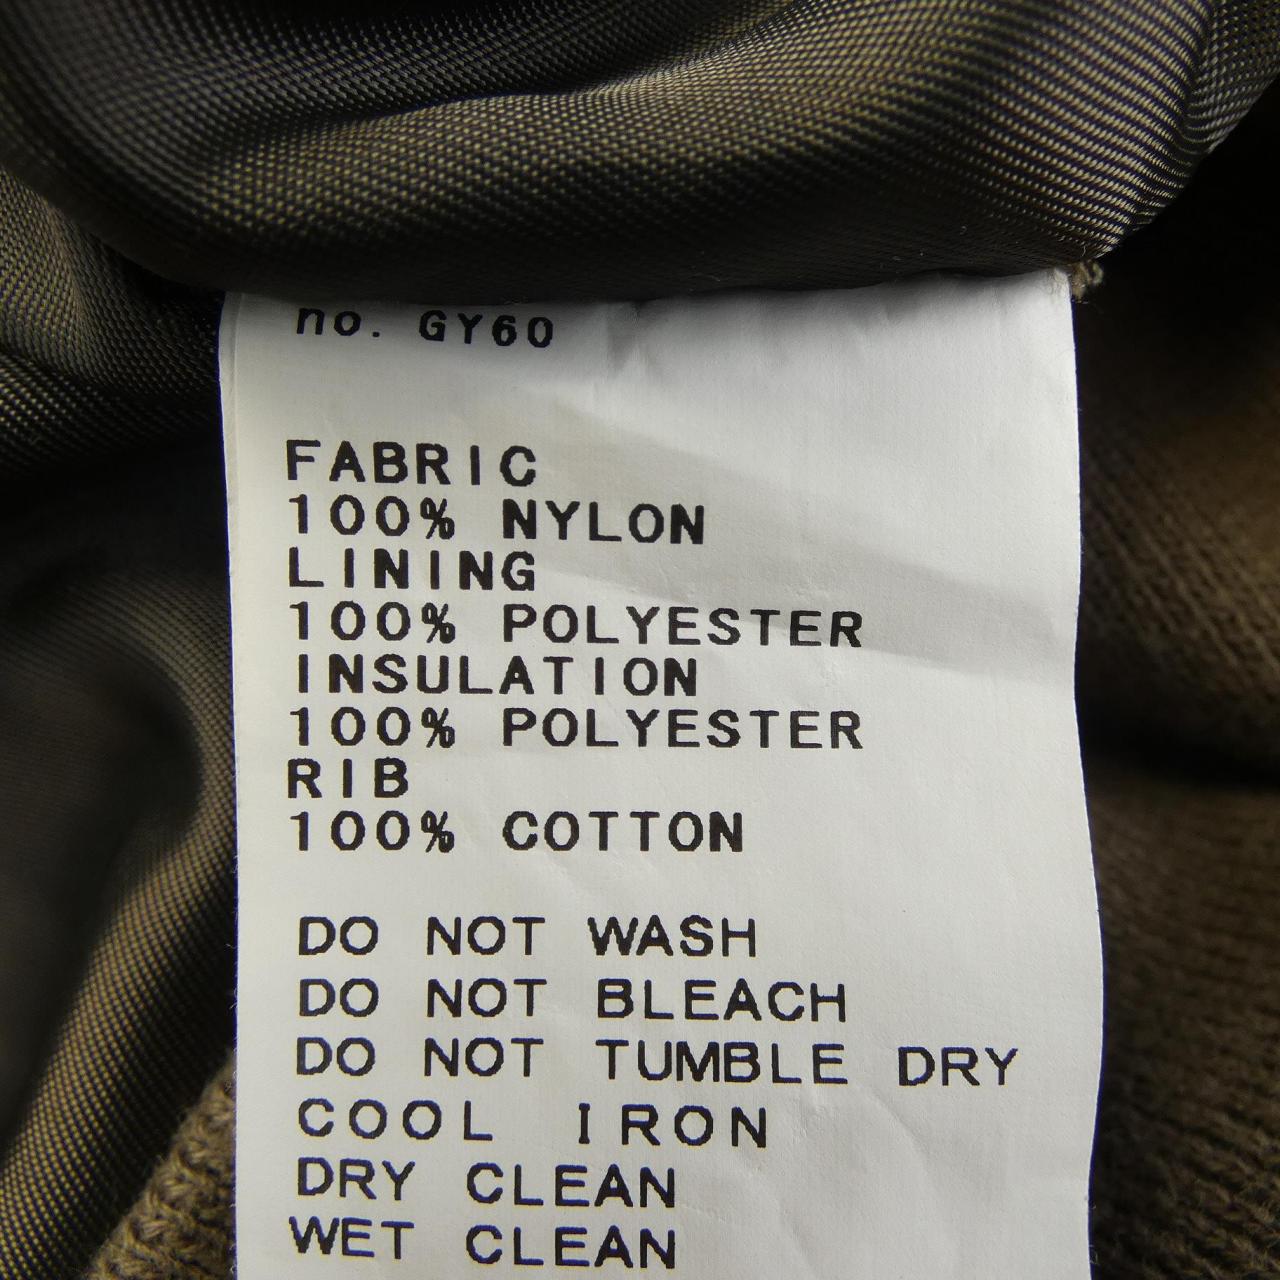 no. GY60
FABRIC
100% NYLON
LINING
100% POLYESTER
INSULATION
100% POLYESTER
RIB
100% COTTON
DO NOT WASH
DO NOT BLEACH
DO NOT TUMBLE DRY
COOL IRON
DRY CLEAN
WET CLEAN